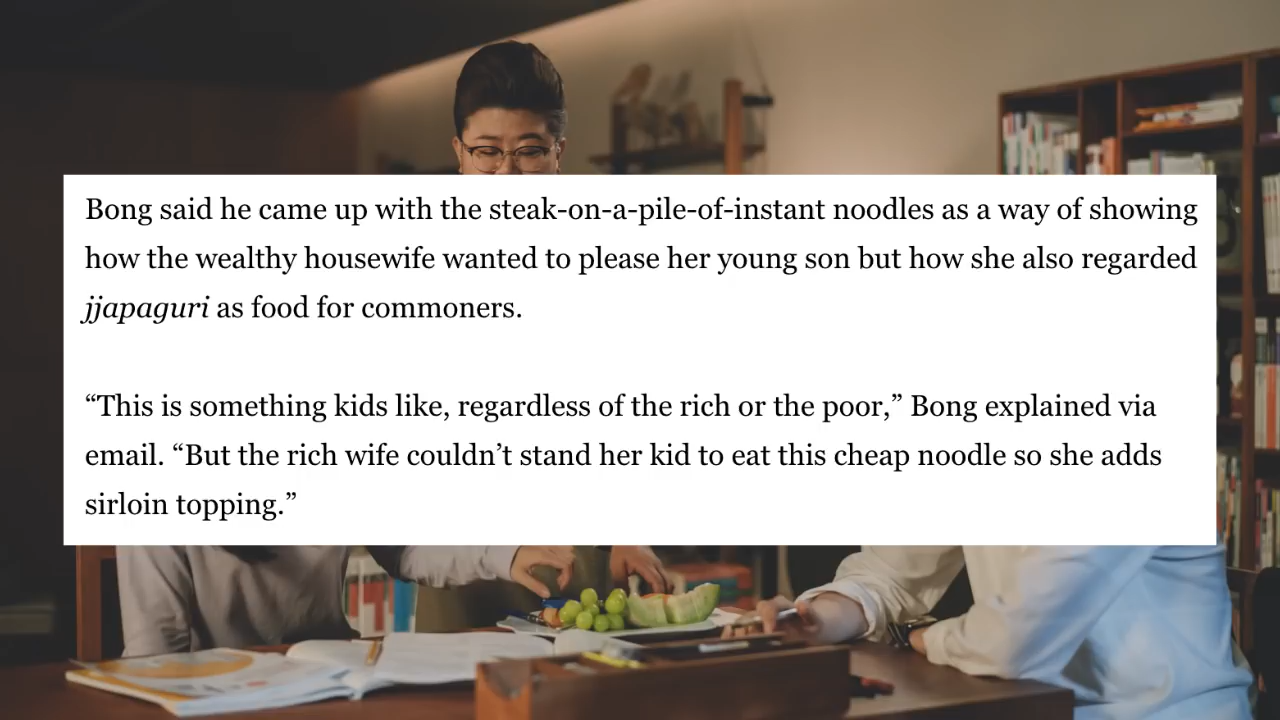 Bong said he came up with the steak-on-a-pile-of-instant noodles as a way of showing
how the wealthy housewife wanted to please her young son but how she also regarded
jjapaguri as food for commoners.
“This is something kids like, regardless of the rich or the poor,” Bong explained via
email. “But the rich wife couldn’t stand her kid to eat this cheap noodle so she adds
sirloin topping.”